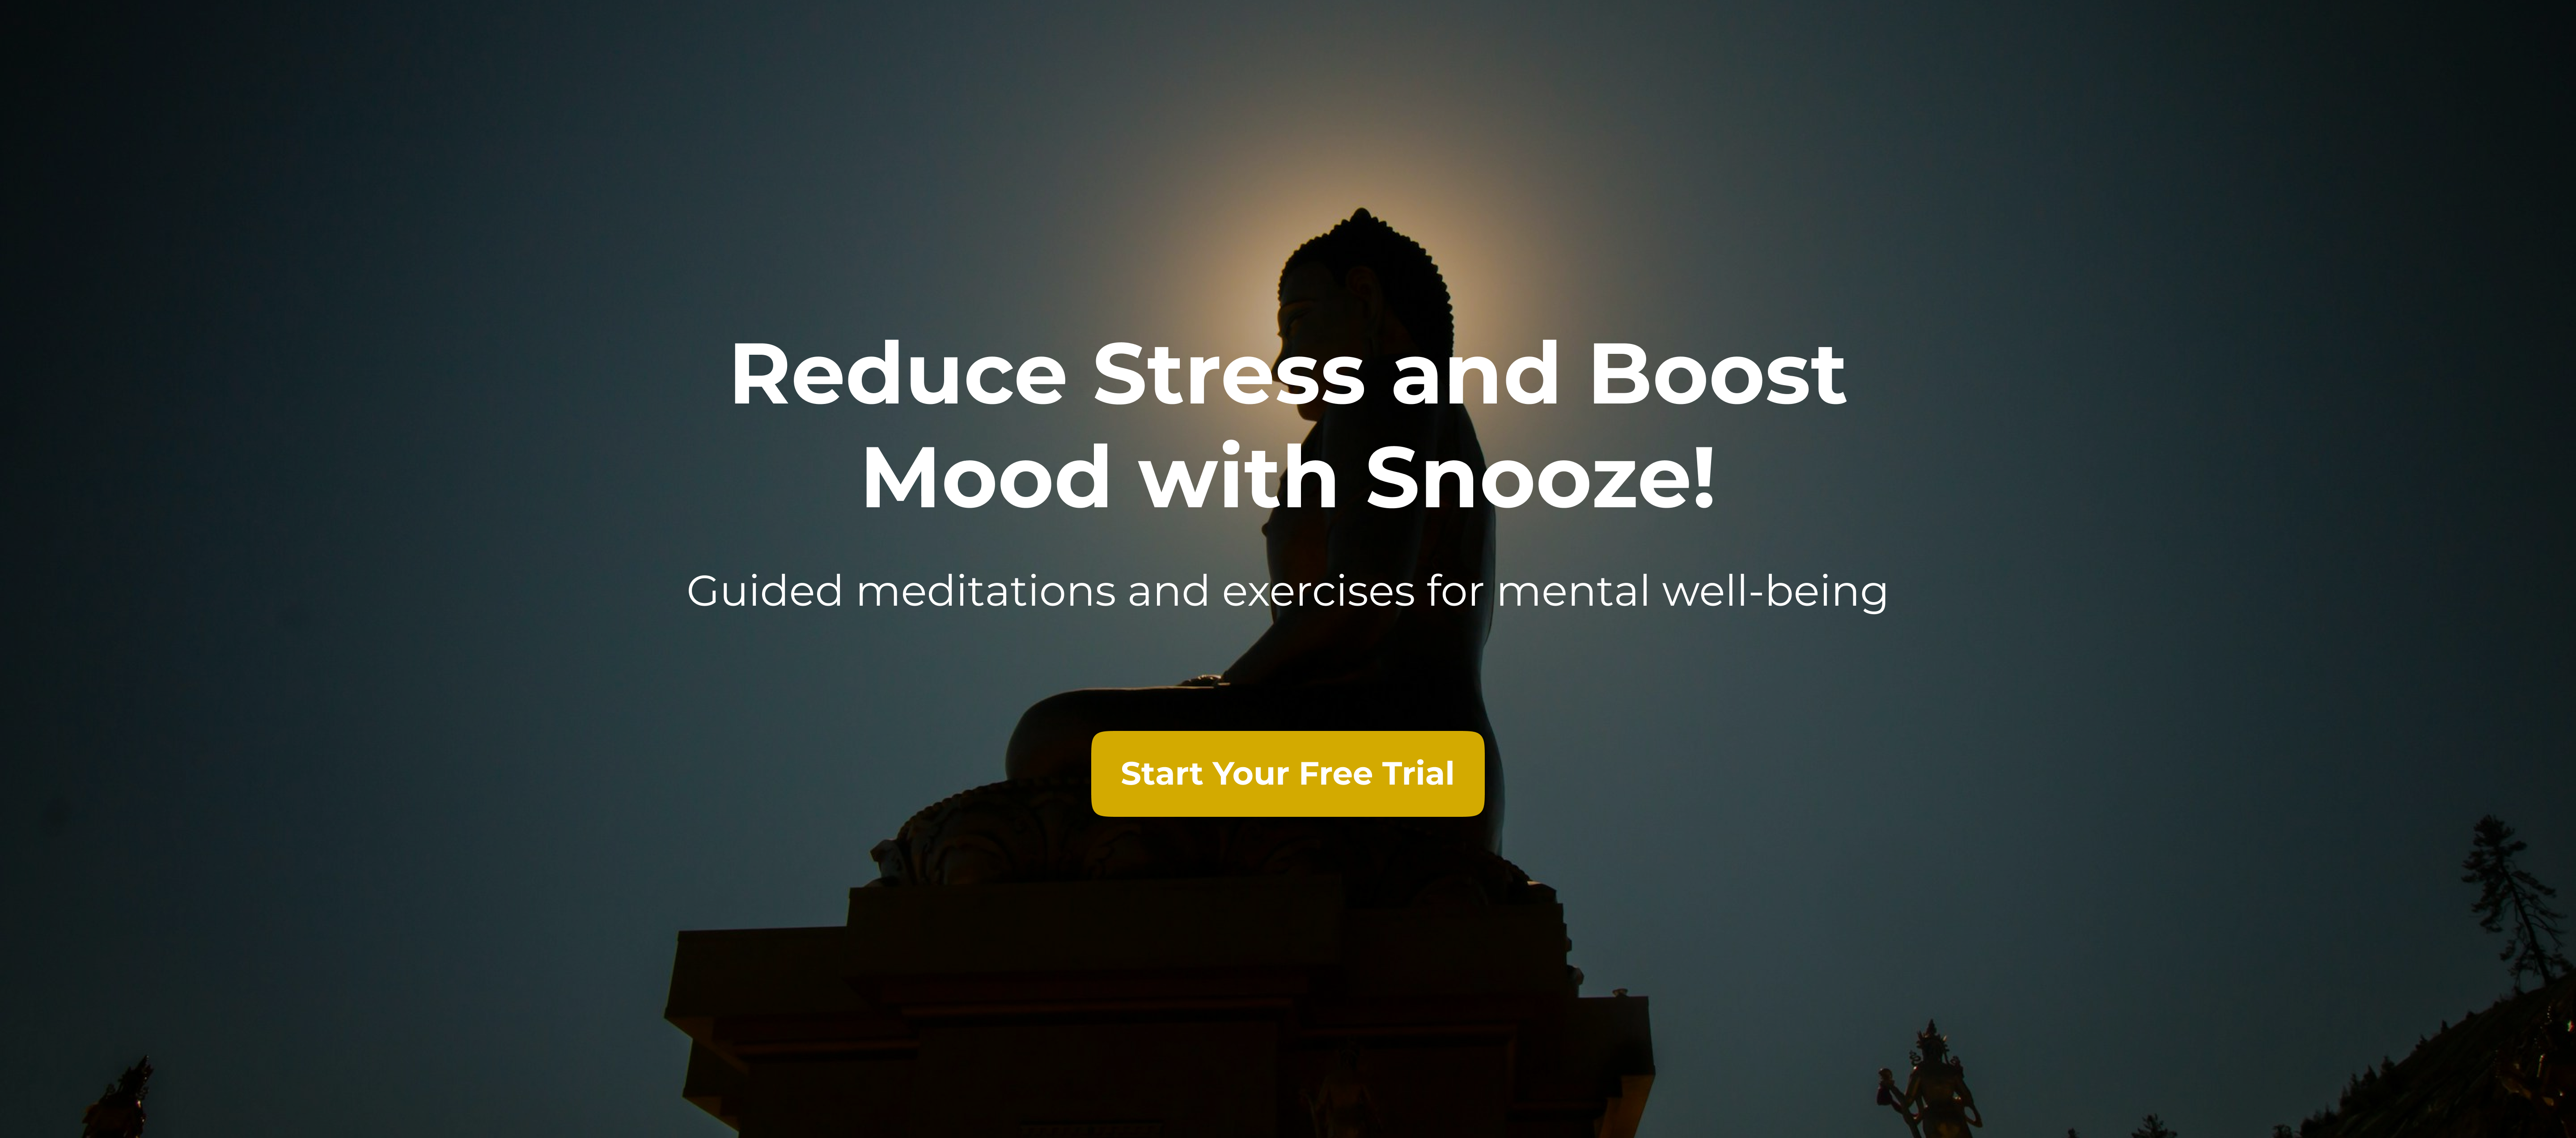 Reduce Stress and Boost
Mood with Snooze!
Guided meditations and exercises for mental well-being
Start Your Free Trial